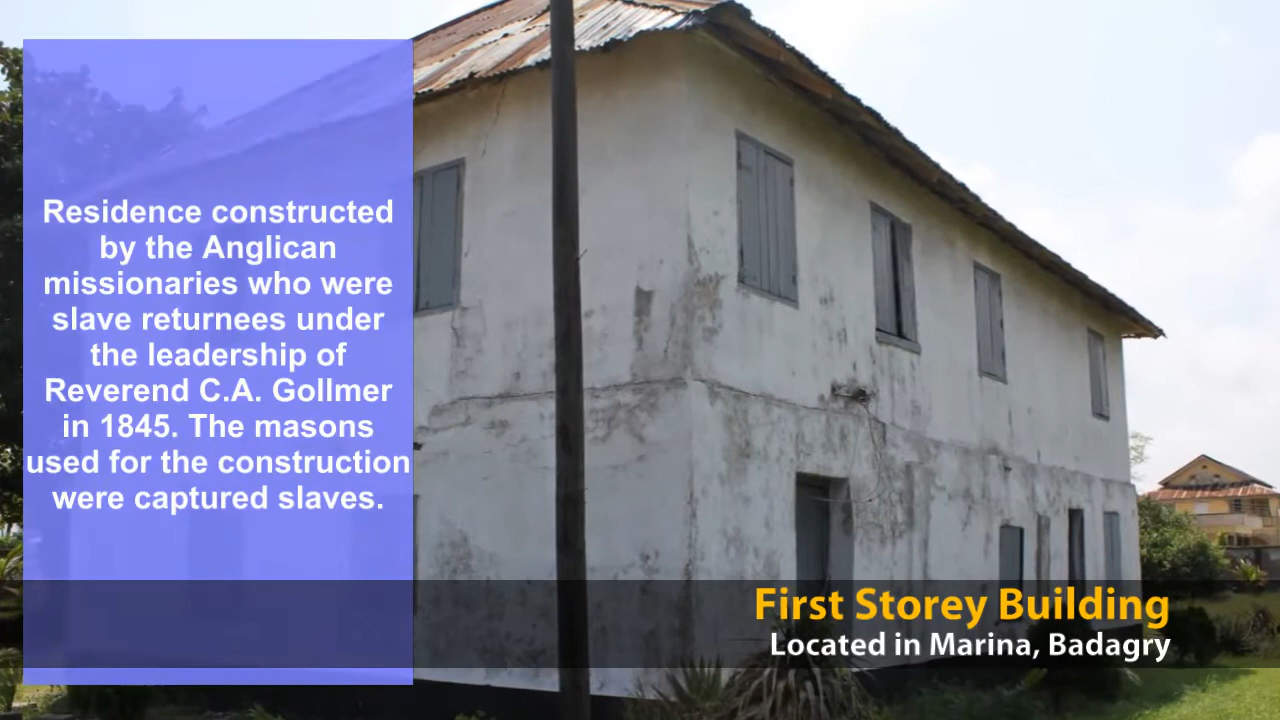 Residence constructed
by the Anglican
missionaries who were
slave returnees under
the leadership of
Reverend C.A. Gollmer
in 1845. The masons
used for the construction
were captured slaves.
First Storey Building
Located in Marina, Badagry